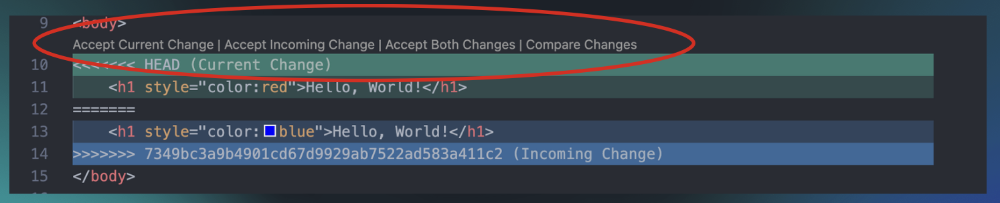 9 <body>
Accept Current Change | Accept Incoming Change | Accept Both Changes | Compare Changes
10 <<<<<<< HEAD (Current Change)
11 <h1 style="color:red">Hello, World!</h1>
12 =======
13 <h1 style="color:blue">Hello, World!</h1>
14 >>>>>>> 7349bc3a9b4901cd67d9929ab7522ad583a411c2 (Incoming Change)
15 </body>